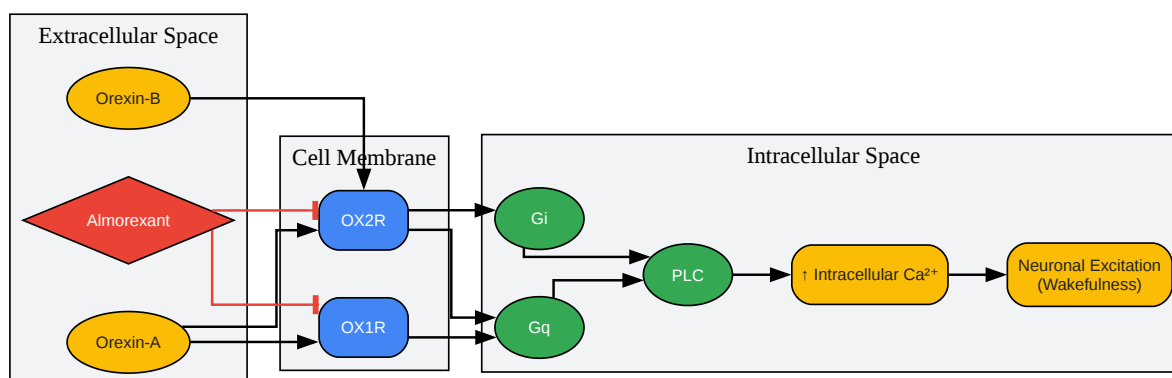 Extracellular Space
Orexin-B
Almorexant
Orexin-A
Cell Membrane
OX2R
OX1R
Intracellular Space
Gi
Gq
PLC
↑ Intracellular Ca²⁺
Neuronal Excitation
(Wakefulness)